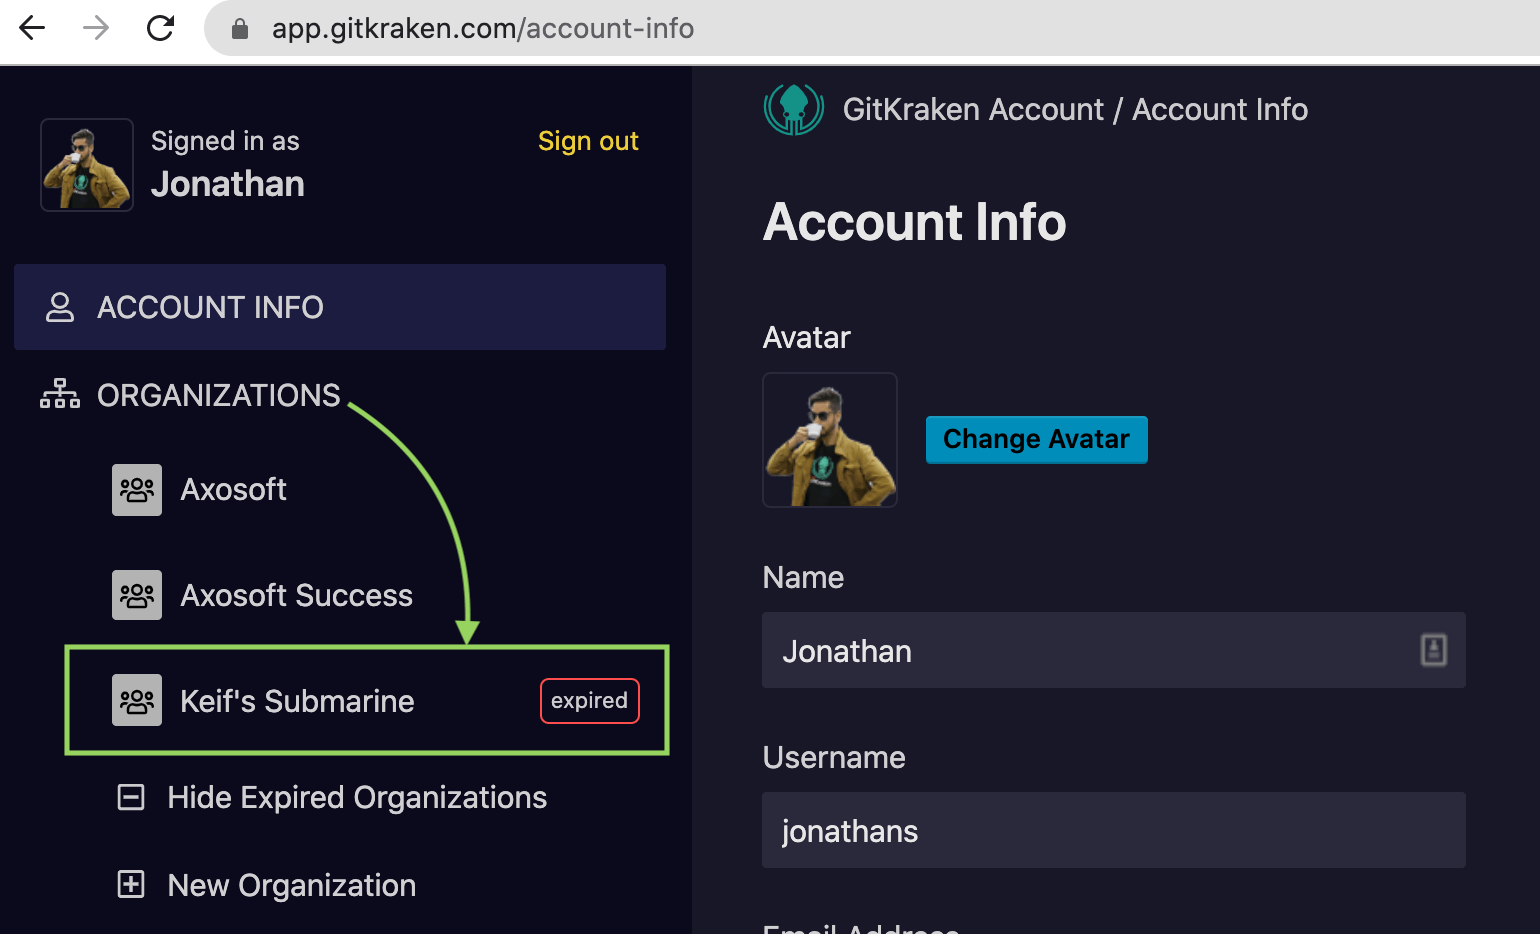 app.gitkraken.com/account-info
Signed in as
Jonathan
Sign out
ACCOUNT INFO
ORGANIZATIONS
Axosoft
Axosoft Success
Keif's Submarine
expired
Hide Expired Organizations
New Organization
GitKraken Account / Account Info
Account Info
Avatar
Change Avatar
Name
Jonathan
Username
jonathans
Email Address